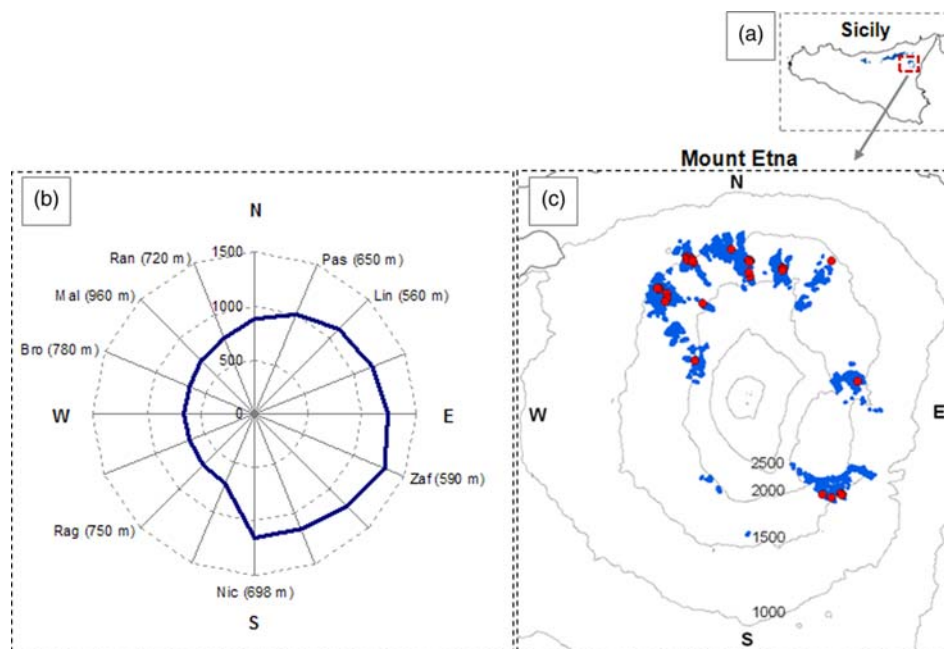 (a)
Sicily
Mount Etna
(b)
N
1500
Ran (720 m)
Pas (650 m)
Mal (960 m)
1000
Lin (560 m)
Bro (780 m)
500
W
0
E
Zaf (590 m)
Rag (750 m)
Nic (698 m)
S
(c)
N
W
E
2500
2000
1500
1000
S